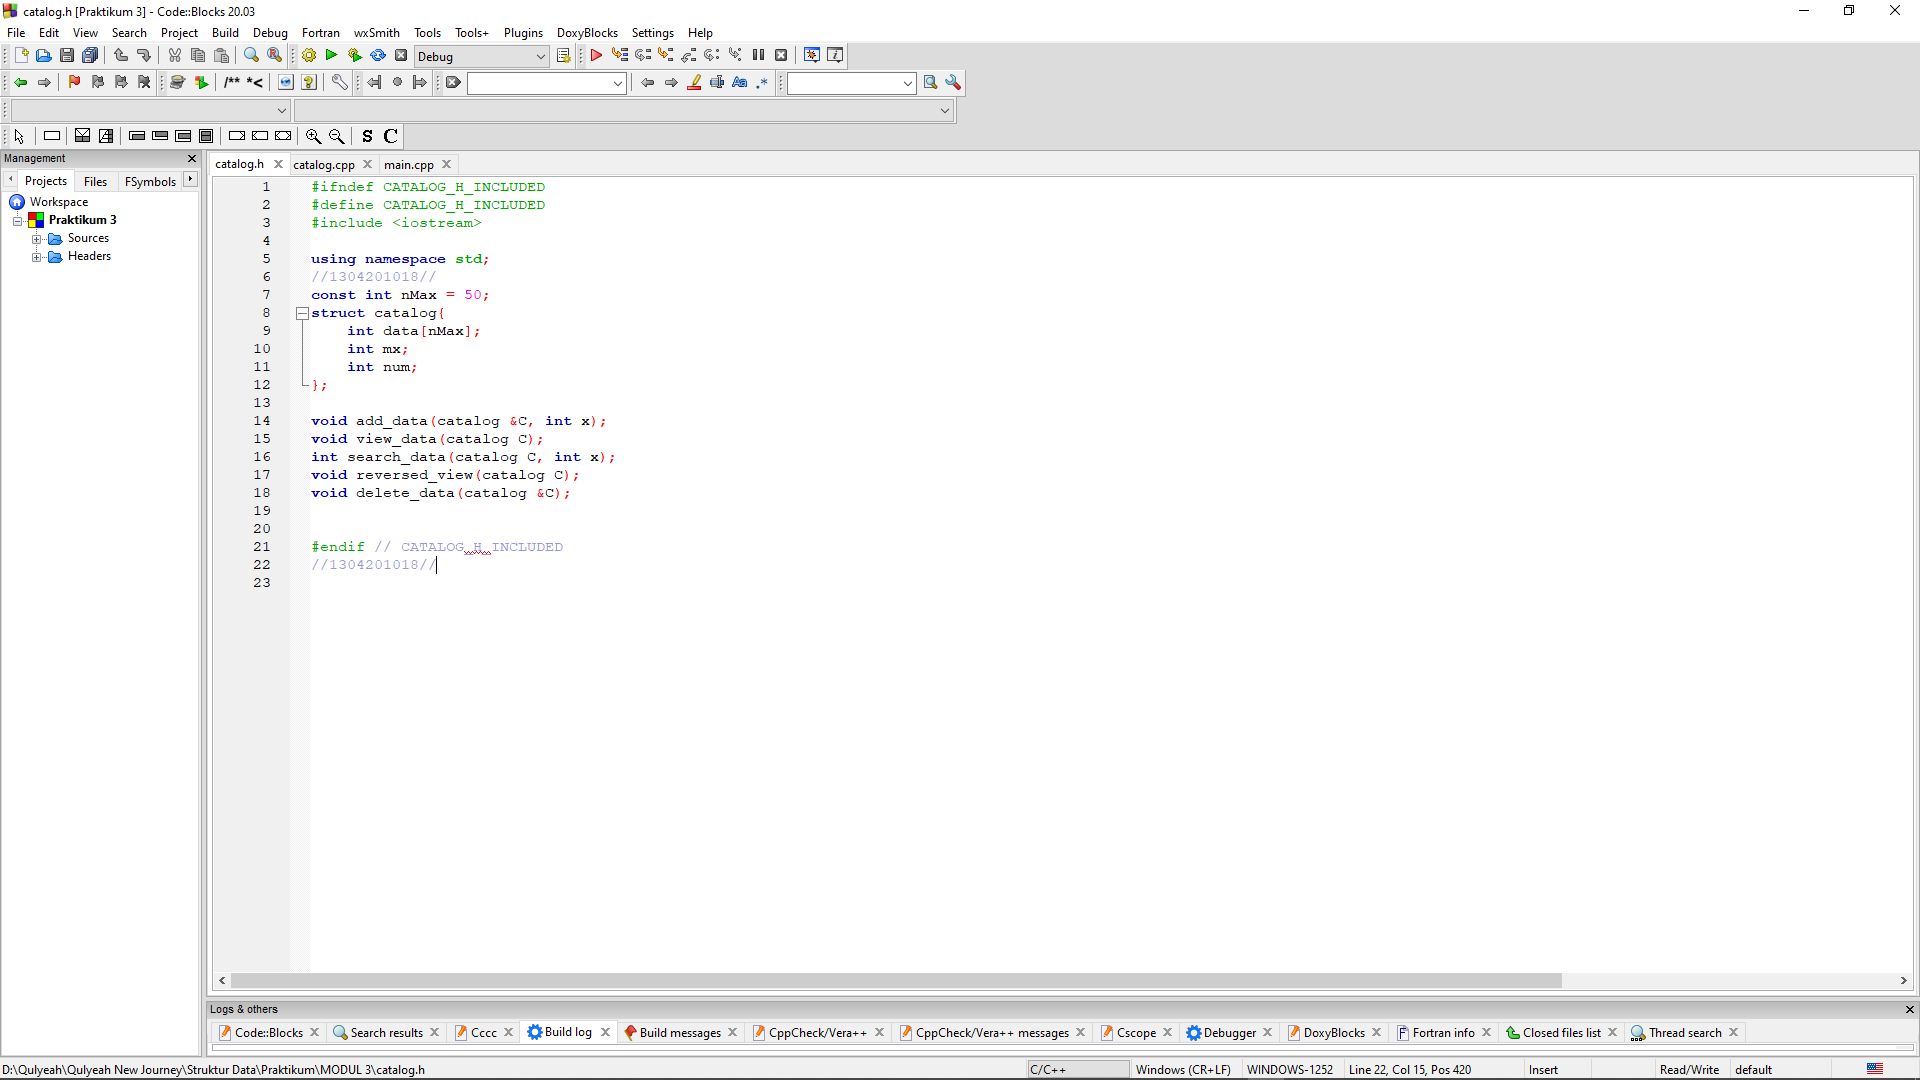 catalog.h [Praktikum 3] - Code::Blocks 20.03
File Edit View Search Project Build Debug Fortran wxSmith Tools Tools+ Plugins DoxyBlocks Settings Help
Debug
/** *<
Aa .*
S C
Management
Projects Files FSymbols
Workspace
Praktikum 3
Sources
Headers
catalog.h catalog.cpp main.cpp
1 #ifndef CATALOG_H_INCLUDED
2 #define CATALOG_H_INCLUDED
3 #include <iostream>
4
5 using namespace std;
6 //1304201018//
7 const int nMax = 50;
8 struct catalog{
9 int data[nMax];
10 int mx;
11 int num;
12 };
13
14 void add_data(catalog &C, int x);
15 void view_data(catalog C);
16 int search_data(catalog C, int x);
17 void reversed_view(catalog C);
18 void delete_data(catalog &C);
19
20
21 #endif // CATALOG_H_INCLUDED
22 //1304201018//
23
Logs & others
Code::Blocks Search results Cccc Build log Build messages CppCheck/Vera++ CppCheck/Vera++ messages Cscope Debugger DoxyBlocks Fortran info Closed files list Thread search
D:\Qulyeah\Qulyeah New Journey\Struktur Data\Praktikum\MODUL 3\catalog.h C/C++ Windows (CR+LF) WINDOWS-1252 Line 22, Col 15, Pos 420 Insert Read/Write default